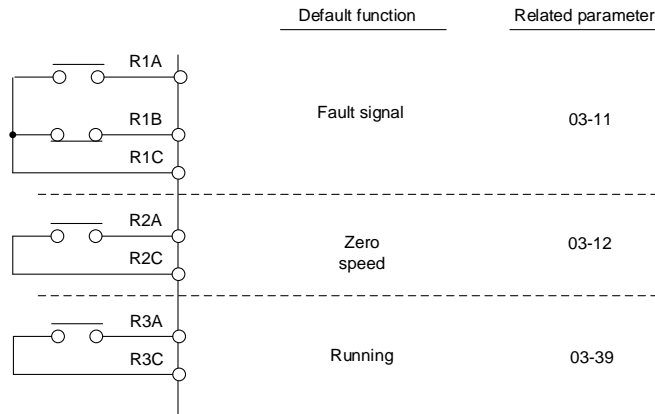 Default function Related parameter
R1A
R1B
R1C
Fault signal
03-11
R2A
R2C
Zero
speed
03-12
R3A
R3C
Running
03-39